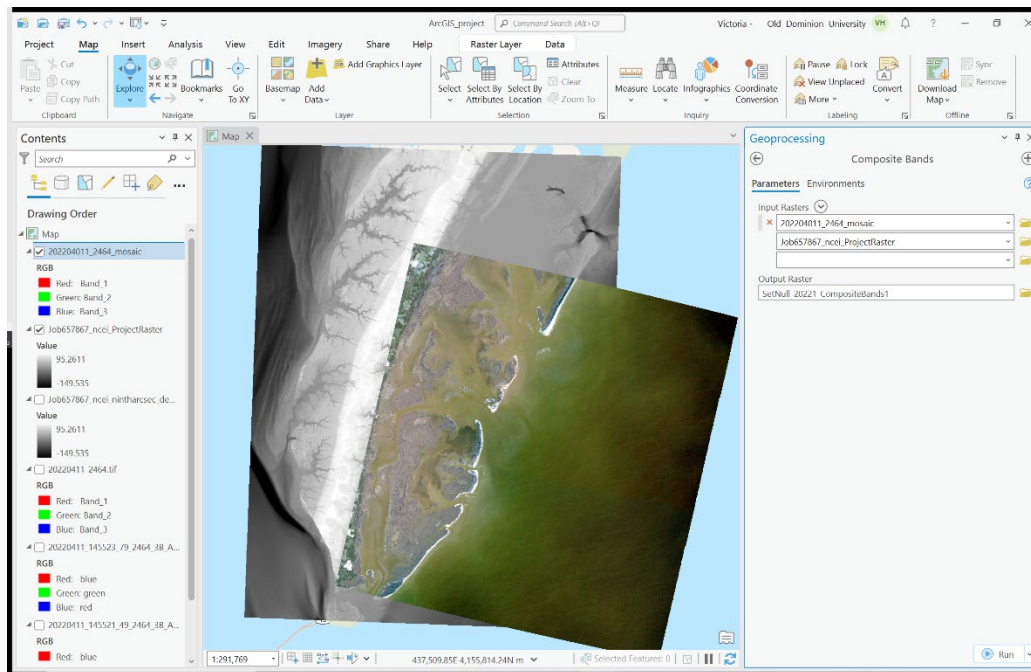 ArcGIS_project
Command Search (Alt+Q)
Victoria - Old Dominion University
VH
?
Project Map Insert Analysis View Edit Imagery Share Help Raster Layer Data
Paste
Cut
Copy
Copy Path
Clipboard
Explore
Bookmarks
Go To XY
Navigate
Basemap
Add Data
Add Graphics Layer
Layer
Select
Select By Attributes
Select By Location
Attributes
Clear
Zoom To
Selection
Measure
Locate
Infographics
Coordinate Conversion
Inquiry
Pause
Lock
View Unplaced
More
Convert
Labeling
Download Map
Sync
Remove
Offline
Contents
Search
Drawing Order
Map
202204011_2464_mosaic
RGB
Red: Band_1
Green: Band_2
Blue: Band_3
Job657867_ncei_ProjectRaster
Value
95.2611
-149.535
Job657867_ncei_nintharcsec_de...
Value
95.2611
-149.535
20220411_2464.tif
RGB
Red: Band_1
Green: Band_2
Blue: Band_3
20220411_145523_79_2464_3B_A...
RGB
Red: blue
Green: green
Blue: red
20220411_145521_49_2464_3B_A...
RGB
Red: blue
Map
1:291,769
437,509.85E 4,155,814.24N m
Selected Features: 0
Geoprocessing
Composite Bands
Parameters Environments
Input Rasters
202204011_2464_mosaic
Job657867_ncei_ProjectRaster
Output Raster
SetNull_20221_CompositeBands1
Run